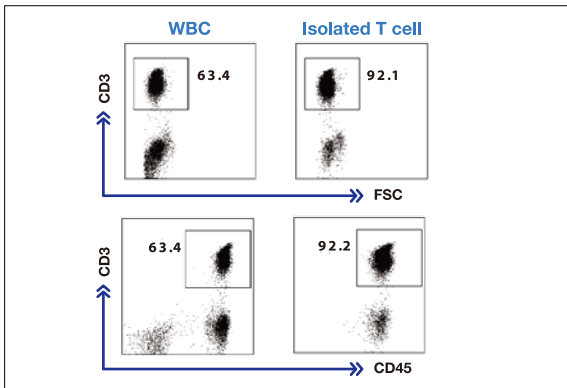 WBC Isolated T cell
CD3
63.4
92.1
FSC
CD3
63.4
92.2
CD45